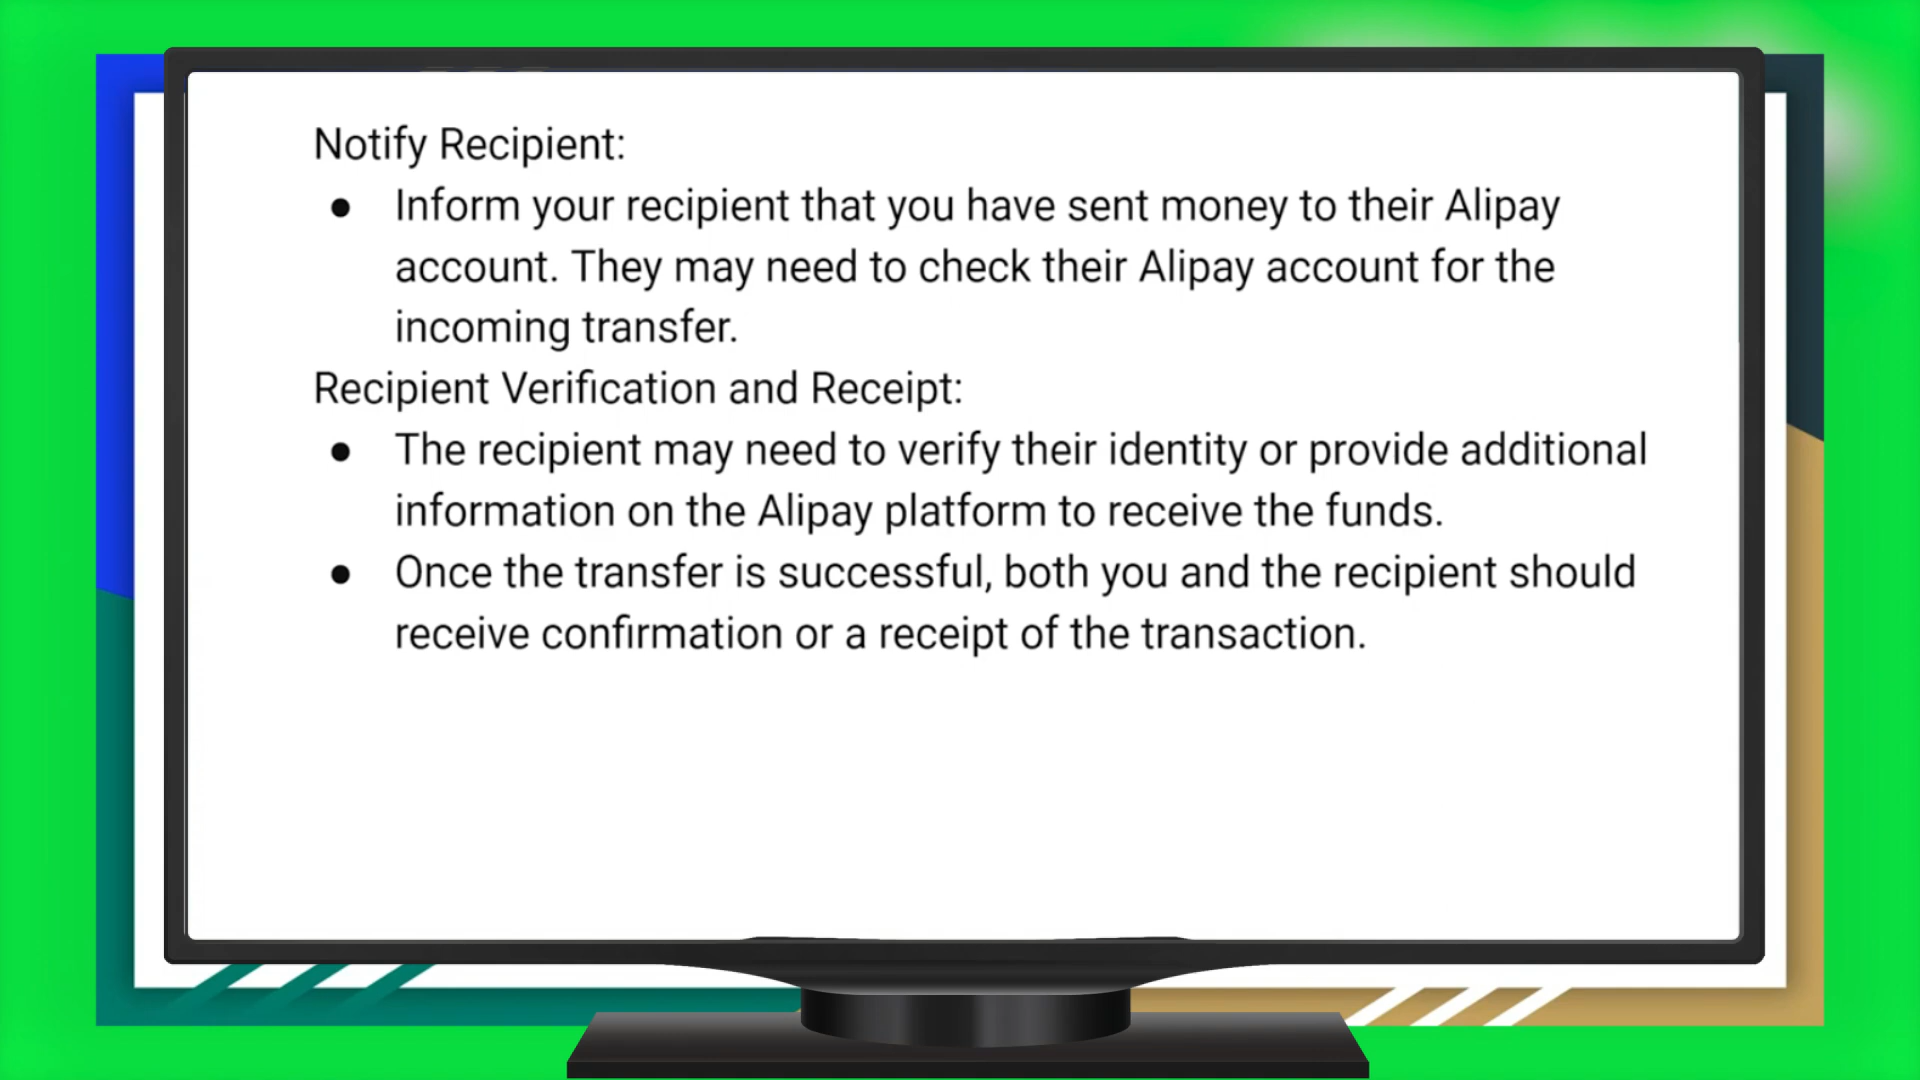 Notify Recipient:
● Inform your recipient that you have sent money to their Alipay
account. They may need to check their Alipay account for the
incoming transfer.
Recipient Verification and Receipt:
● The recipient may need to verify their identity or provide additional
information on the Alipay platform to receive the funds.
● Once the transfer is successful, both you and the recipient should
receive confirmation or a receipt of the transaction.